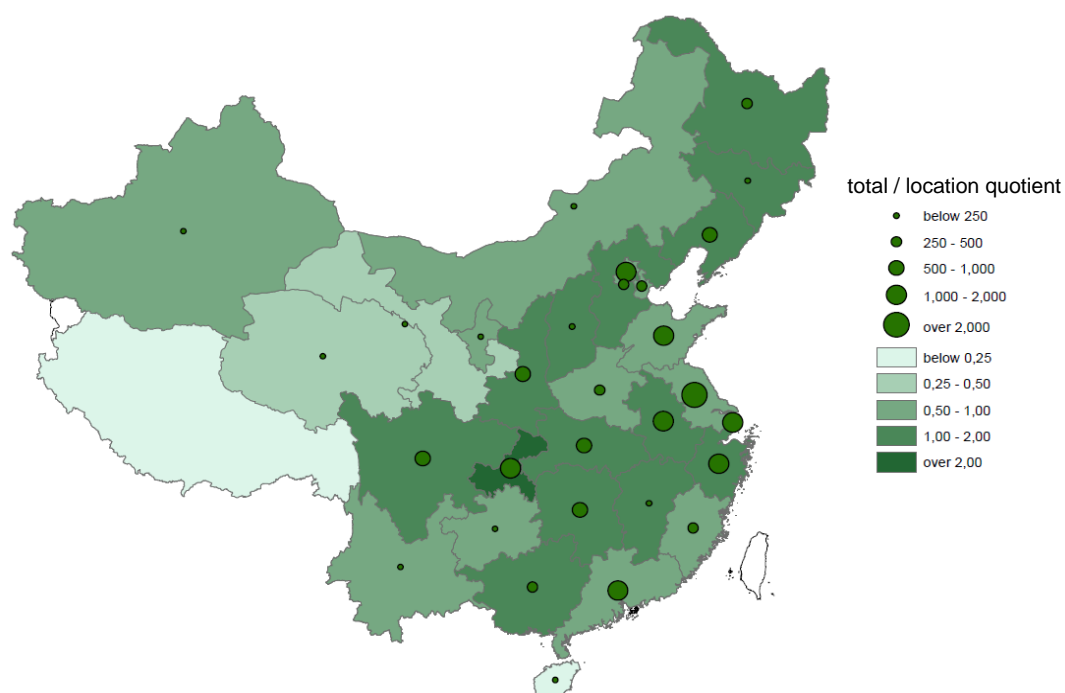 total / location quotient
below 250
250 - 500
500 - 1,000
1,000 - 2,000
over 2,000
below 0,25
0,25 - 0,50
0,50 - 1,00
1,00 - 2,00
over 2,00